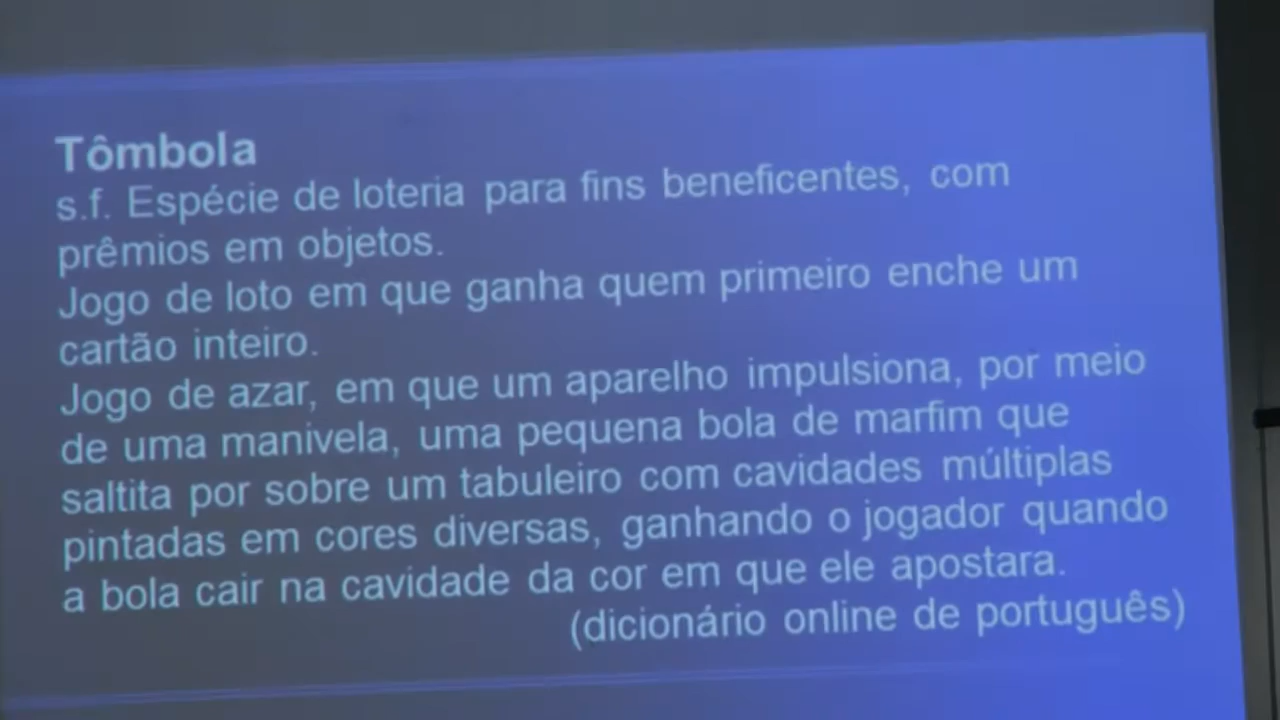 Tômbola
s.f. Espécie de loteria para fins beneficentes, com
prêmios em objetos.
Jogo de loto em que ganha quem primeiro enche um
cartão inteiro.
Jogo de azar, em que um aparelho impulsiona, por meio
de uma manivela, uma pequena bola de marfim que
saltita por sobre um tabuleiro com cavidades múltiplas
pintadas em cores diversas, ganhando o jogador quando
a bola cair na cavidade da cor em que ele apostara.
(dicionário online de português)